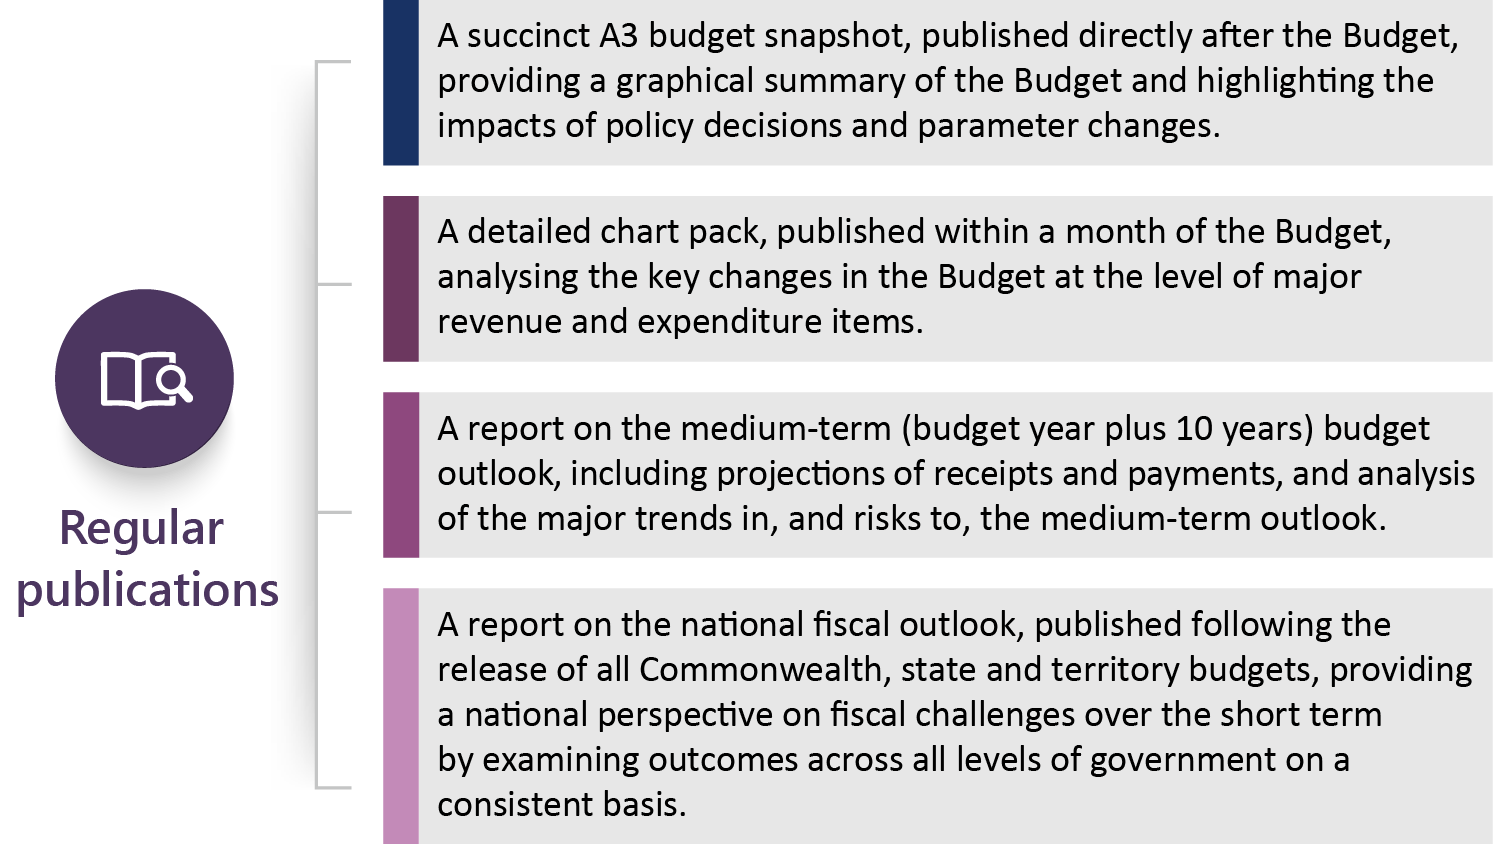 A succinct A3 budget snapshot, published directly after the Budget,
providing a graphical summary of the Budget and highlighting the
impacts of policy decisions and parameter changes.
A detailed chart pack, published within a month of the Budget,
analysing the key changes in the Budget at the level of major
revenue and expenditure items.
Regular
publications
A report on the medium-term (budget year plus 10 years) budget
outlook, including projections of receipts and payments, and analysis
of the major trends in, and risks to, the medium-term outlook.
A report on the national fiscal outlook, published following the
release of all Commonwealth, state and territory budgets, providing
a national perspective on fiscal challenges over the short term
by examining outcomes across all levels of government on a
consistent basis.